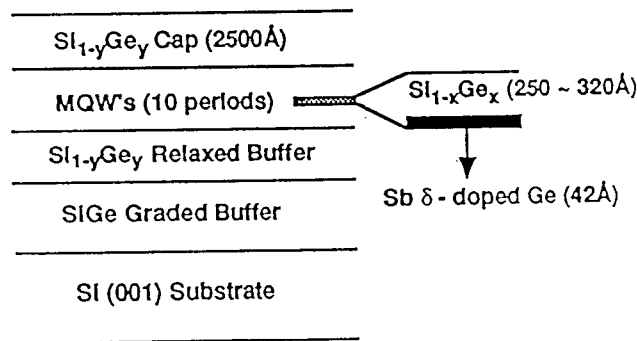 SI₁₋yGey Cap (2500Å)
MQW's (10 periods)
SI₁₋yGey Relaxed Buffer
SIGe Graded Buffer
SI (001) Substrate
SI₁₋ₓGeₓ (250 ~ 320Å)
Sb δ - doped Ge (42Å)